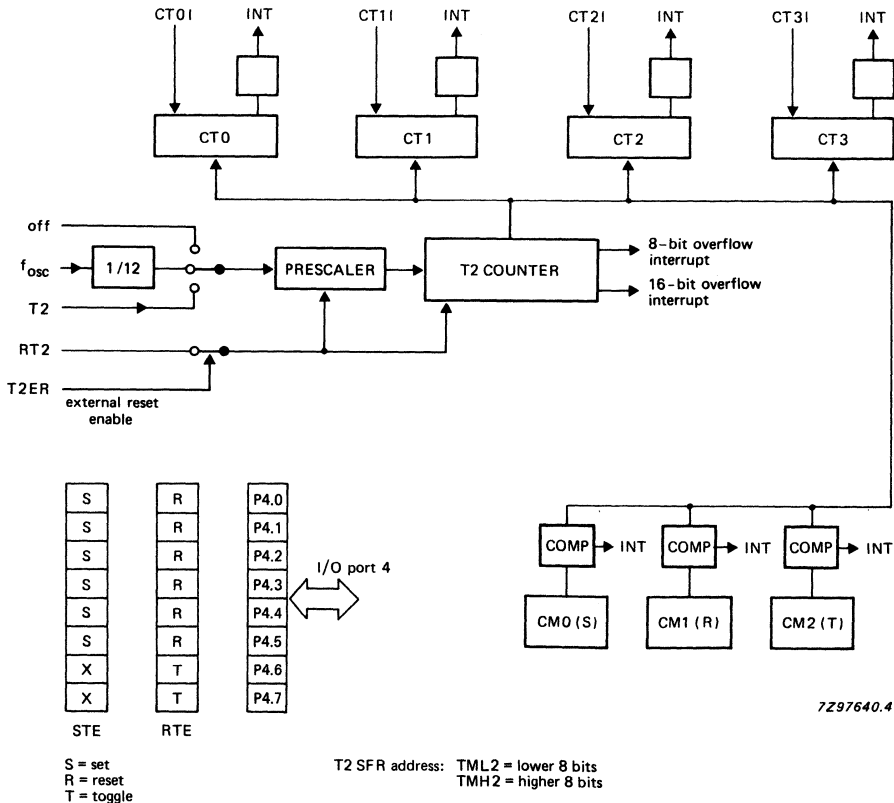 CT0I INT CT1I INT CT2I INT CT3I INT
CT0 CT1 CT2 CT3
off
fosc 1/12 PRESCALER T2 COUNTER
8-bit overflow
interrupt
16-bit overflow
interrupt
T2
RT2
T2ER
external reset
enable
S R P4.0
S R P4.1
S R P4.2
S R P4.3
S R P4.4
S R P4.5
X T P4.6
X T P4.7
STE RTE
I/O port 4
COMP INT COMP INT COMP INT
CM0 (S) CM1 (R) CM2 (T)
7Z97640.4
S = set
R = reset
T = toggle
T2 SFR address: TML2 = lower 8 bits
TMH2 = higher 8 bits